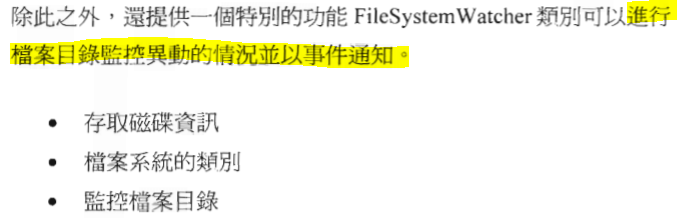 除此之外，還提供一個特別的功能 FileSystemWatcher 類別可以進行
檔案目錄監控異動的情況並以事件通知。
• 存取磁碟資訊
• 檔案系統的類別
• 監控檔案目錄